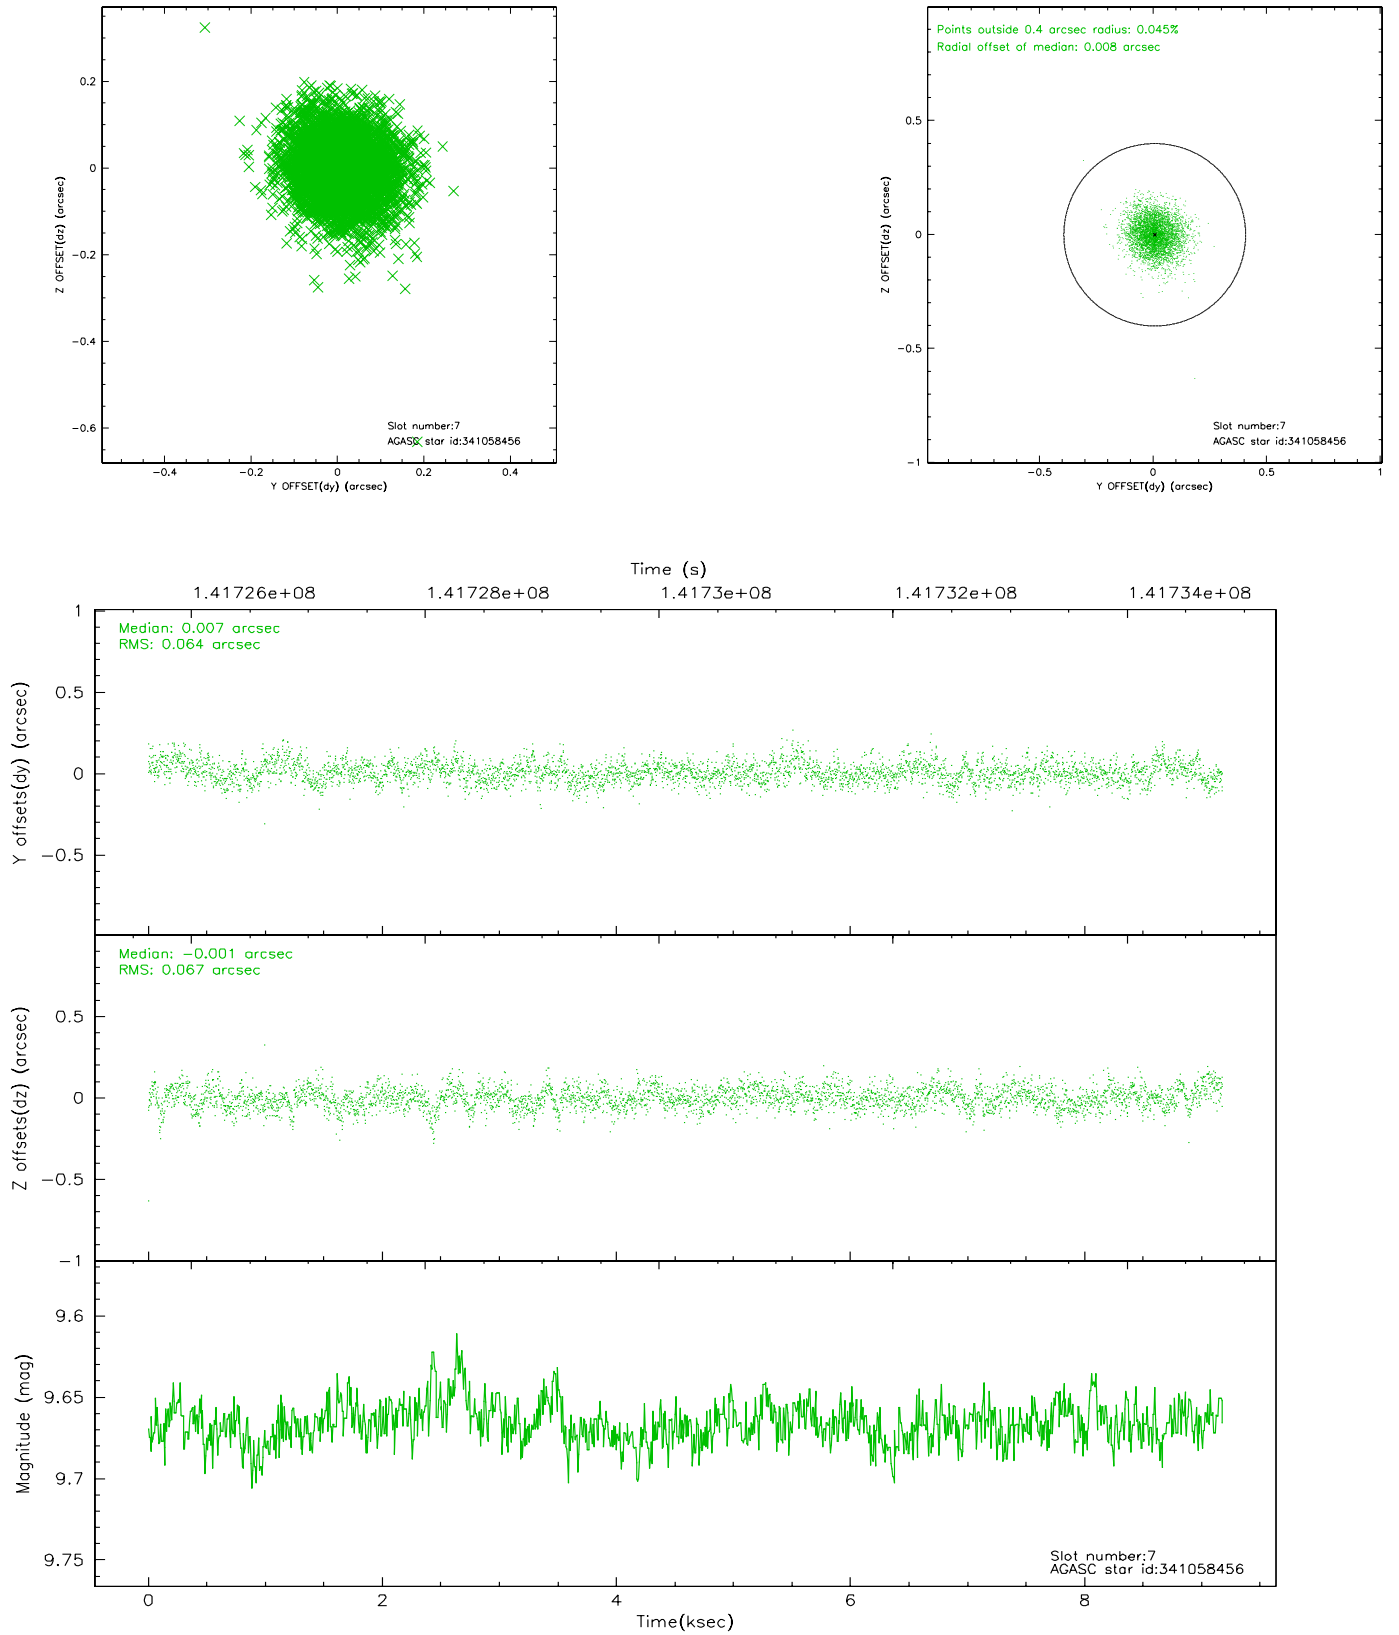 0.2
0
−0.2
−0.4
−0.6
Z OFFSET(dz) (arcsec)
Slot number:7
AGASC star id:341058456
−0.4 −0.2 0 0.2 0.4
Y OFFSET(dy) (arcsec)
Points outside 0.4 arcsec radius: 0.045%
Radial offset of median: 0.008 arcsec
0.5
0
−0.5
−1
Z OFFSET(dz) (arcsec)
Slot number:7
AGASC star id:341058456
−0.5 0 0.5 1
Y OFFSET(dy) (arcsec)
Time (s)
1.41726e+08 1.41728e+08 1.4173e+08 1.41732e+08 1.41734e+08
Median: 0.007 arcsec
RMS: 0.064 arcsec
1
0.5
0
−0.5
Y offsets(dy) (arcsec)
Median: −0.001 arcsec
RMS: 0.067 arcsec
0.5
0
−0.5
−1
Z offsets(dz) (arcsec)
9.6
9.65
9.7
9.75
Magnitude (mag)
Slot number:7
AGASC star id:341058456
0 2 4 6 8
Time(ksec)